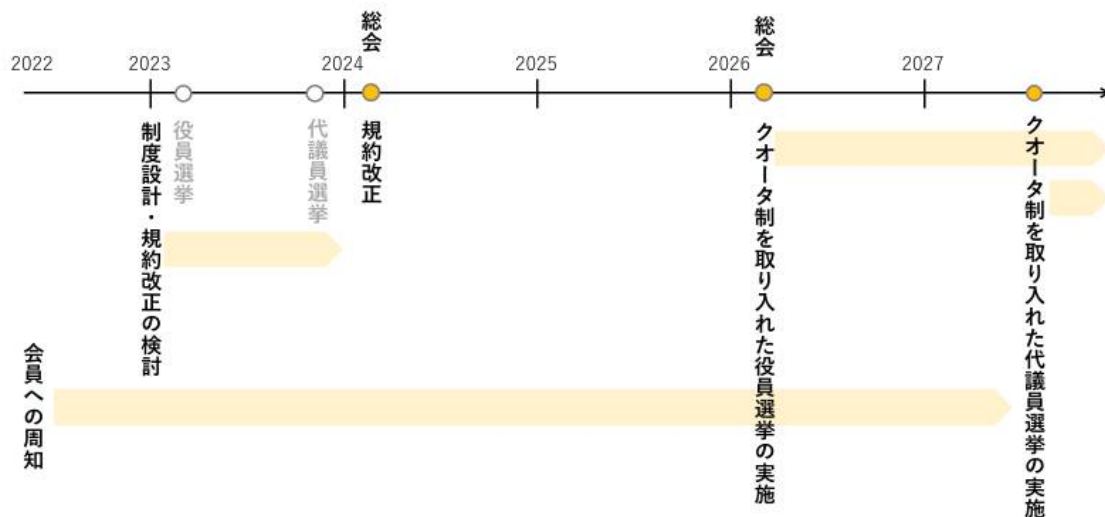 総会
総会
2022
2023
2024
2025
2026
2027
制度設計・規約改正の検討
役員選挙
代議員選挙
規約改正
クオータ制を取り入れた役員選挙の実施
クオータ制を取り入れた代議員選挙の実施
会員への周知